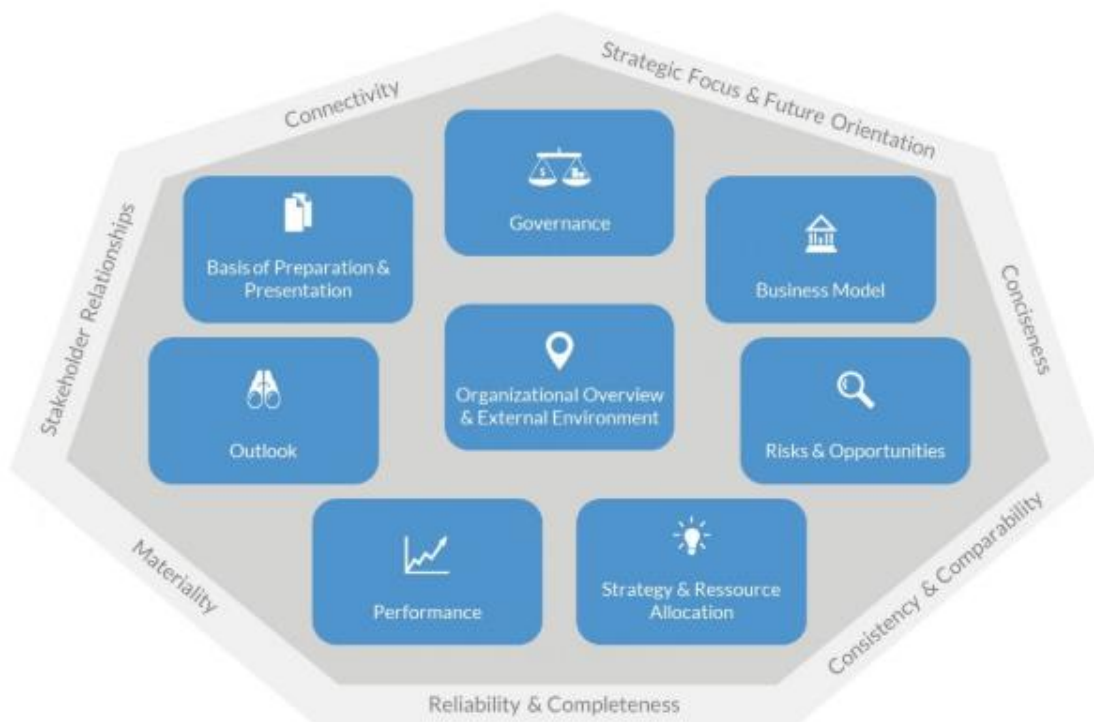 Strategic Focus & Future Orientation
Connectivity
Stakeholder Relationships
Conciseness
Materiality
Consistency & Comparability
Reliability & Completeness
$
Governance
Basis of Preparation &
Presentation
Business Model
Organizational Overview
& External Environment
Outlook
Risks & Opportunities
Performance
Strategy & Ressource
Allocation